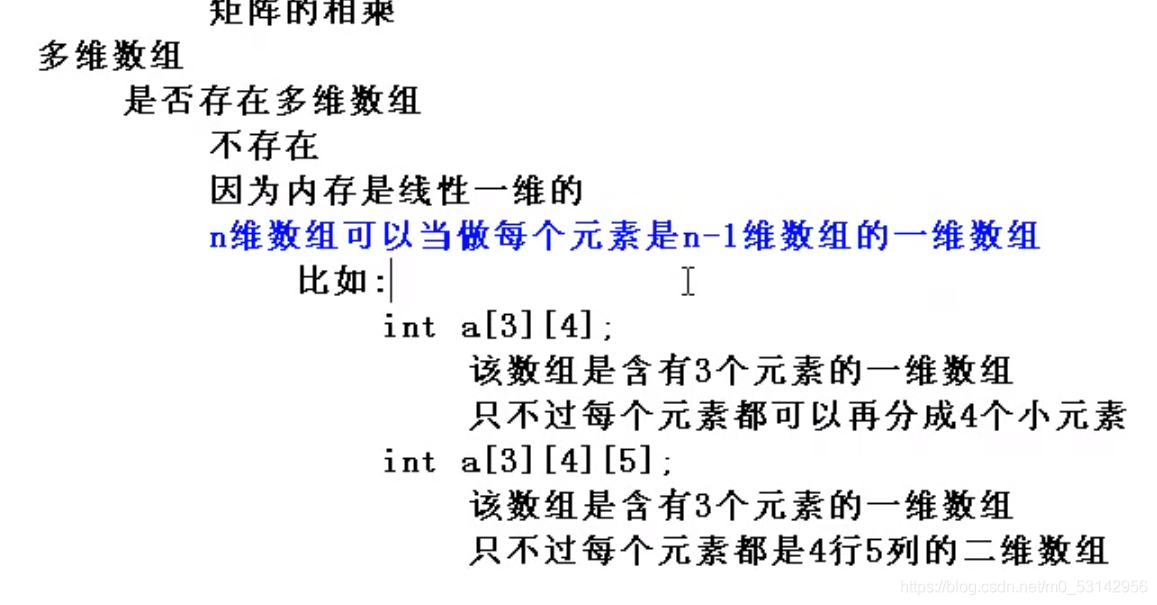 矩阵的相乘
多维数组
是否存在多维数组
不存在
因为内存是线性一维的
n维数组可以当做每个元素是n-1维数组的一维数组
比如:
int a[3][4];
该数组是含有3个元素的一维数组
只不过每个元素都可以再分成4个小元素
int a[3][4][5];
该数组是含有3个元素的一维数组
只不过每个元素都是4行5列的二维数组
https://blog.csdn.net/m0_53142956